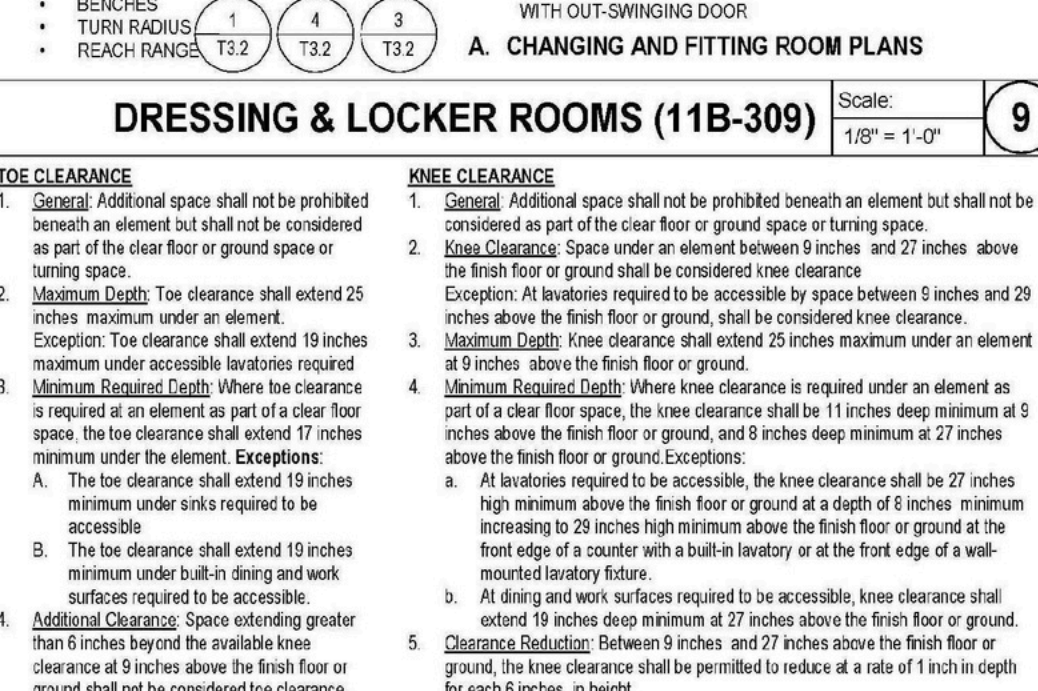 • BENCHES
• TURN RADIUS
• REACH RANGE
1
T3.2
4
T3.2
3
T3.2
WITH OUT-SWINGING DOOR
A. CHANGING AND FITTING ROOM PLANS
DRESSING & LOCKER ROOMS (11B-309)
Scale:
1/8" = 1'-0"
9
TOE CLEARANCE
1. General: Additional space shall not be prohibited
beneath an element but shall not be considered
as part of the clear floor or ground space or
turning space.
2. Maximum Depth: Toe clearance shall extend 25
inches maximum under an element.
Exception: Toe clearance shall extend 19 inches
maximum under accessible lavatories required
3. Minimum Required Depth: Where toe clearance
is required at an element as part of a clear floor
space, the toe clearance shall extend 17 inches
minimum under the element. Exceptions:
A. The toe clearance shall extend 19 inches
minimum under sinks required to be
accessible
B. The toe clearance shall extend 19 inches
minimum under built-in dining and work
surfaces required to be accessible.
4. Additional Clearance: Space extending greater
than 6 inches beyond the available knee
clearance at 9 inches above the finish floor or
ground shall not be considered toe clearance
KNEE CLEARANCE
1. General: Additional space shall not be prohibited beneath an element but shall not be
considered as part of the clear floor or ground space or turning space.
2. Knee Clearance: Space under an element between 9 inches and 27 inches above
the finish floor or ground shall be considered knee clearance
Exception: At lavatories required to be accessible by space between 9 inches and 29
inches above the finish floor or ground, shall be considered knee clearance.
3. Maximum Depth: Knee clearance shall extend 25 inches maximum under an element
at 9 inches above the finish floor or ground.
4. Minimum Required Depth: Where knee clearance is required under an element as
part of a clear floor space, the knee clearance shall be 11 inches deep minimum at 9
inches above the finish floor or ground, and 8 inches deep minimum at 27 inches
above the finish floor or ground.Exceptions:
a. At lavatories required to be accessible, the knee clearance shall be 27 inches
high minimum above the finish floor or ground at a depth of 8 inches minimum
increasing to 29 inches high minimum above the finish floor or ground at the
front edge of a counter with a built-in lavatory or at the front edge of a wall-
mounted lavatory fixture.
b. At dining and work surfaces required to be accessible, knee clearance shall
extend 19 inches deep minimum at 27 inches above the finish floor or ground.
5. Clearance Reduction: Between 9 inches and 27 inches above the finish floor or
ground, the knee clearance shall be permitted to reduce at a rate of 1 inch in depth
for each 6 inches in height